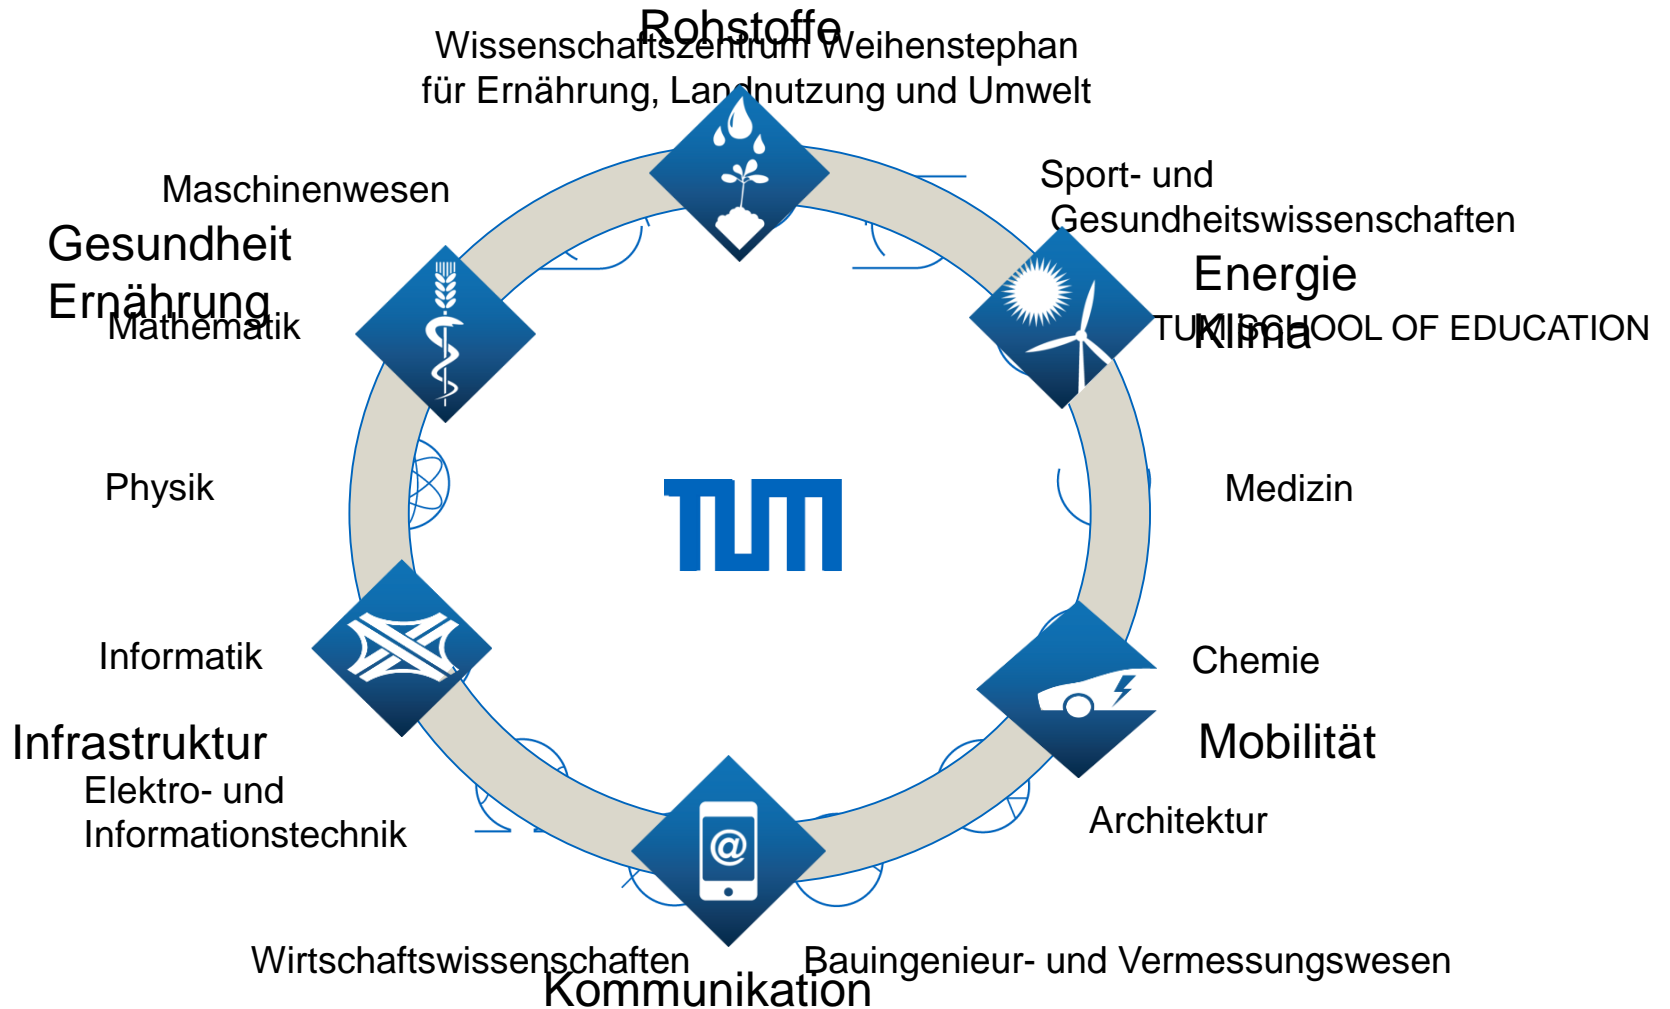 Rohstoffe
Wissenschaftszentrum Weihenstephan
für Ernährung, Landnutzung und Umwelt
Maschinenwesen
Sport- und
Gesundheitswissenschaften
Gesundheit
Ernährung
Energie
Klima
Mathematik
TUM SCHOOL OF EDUCATION
Physik
TUM
Medizin
Informatik
Chemie
Infrastruktur
Mobilität
Elektro- und
Informationstechnik
Architektur
@
Wirtschaftswissenschaften
Bauingenieur- und Vermessungswesen
Kommunikation